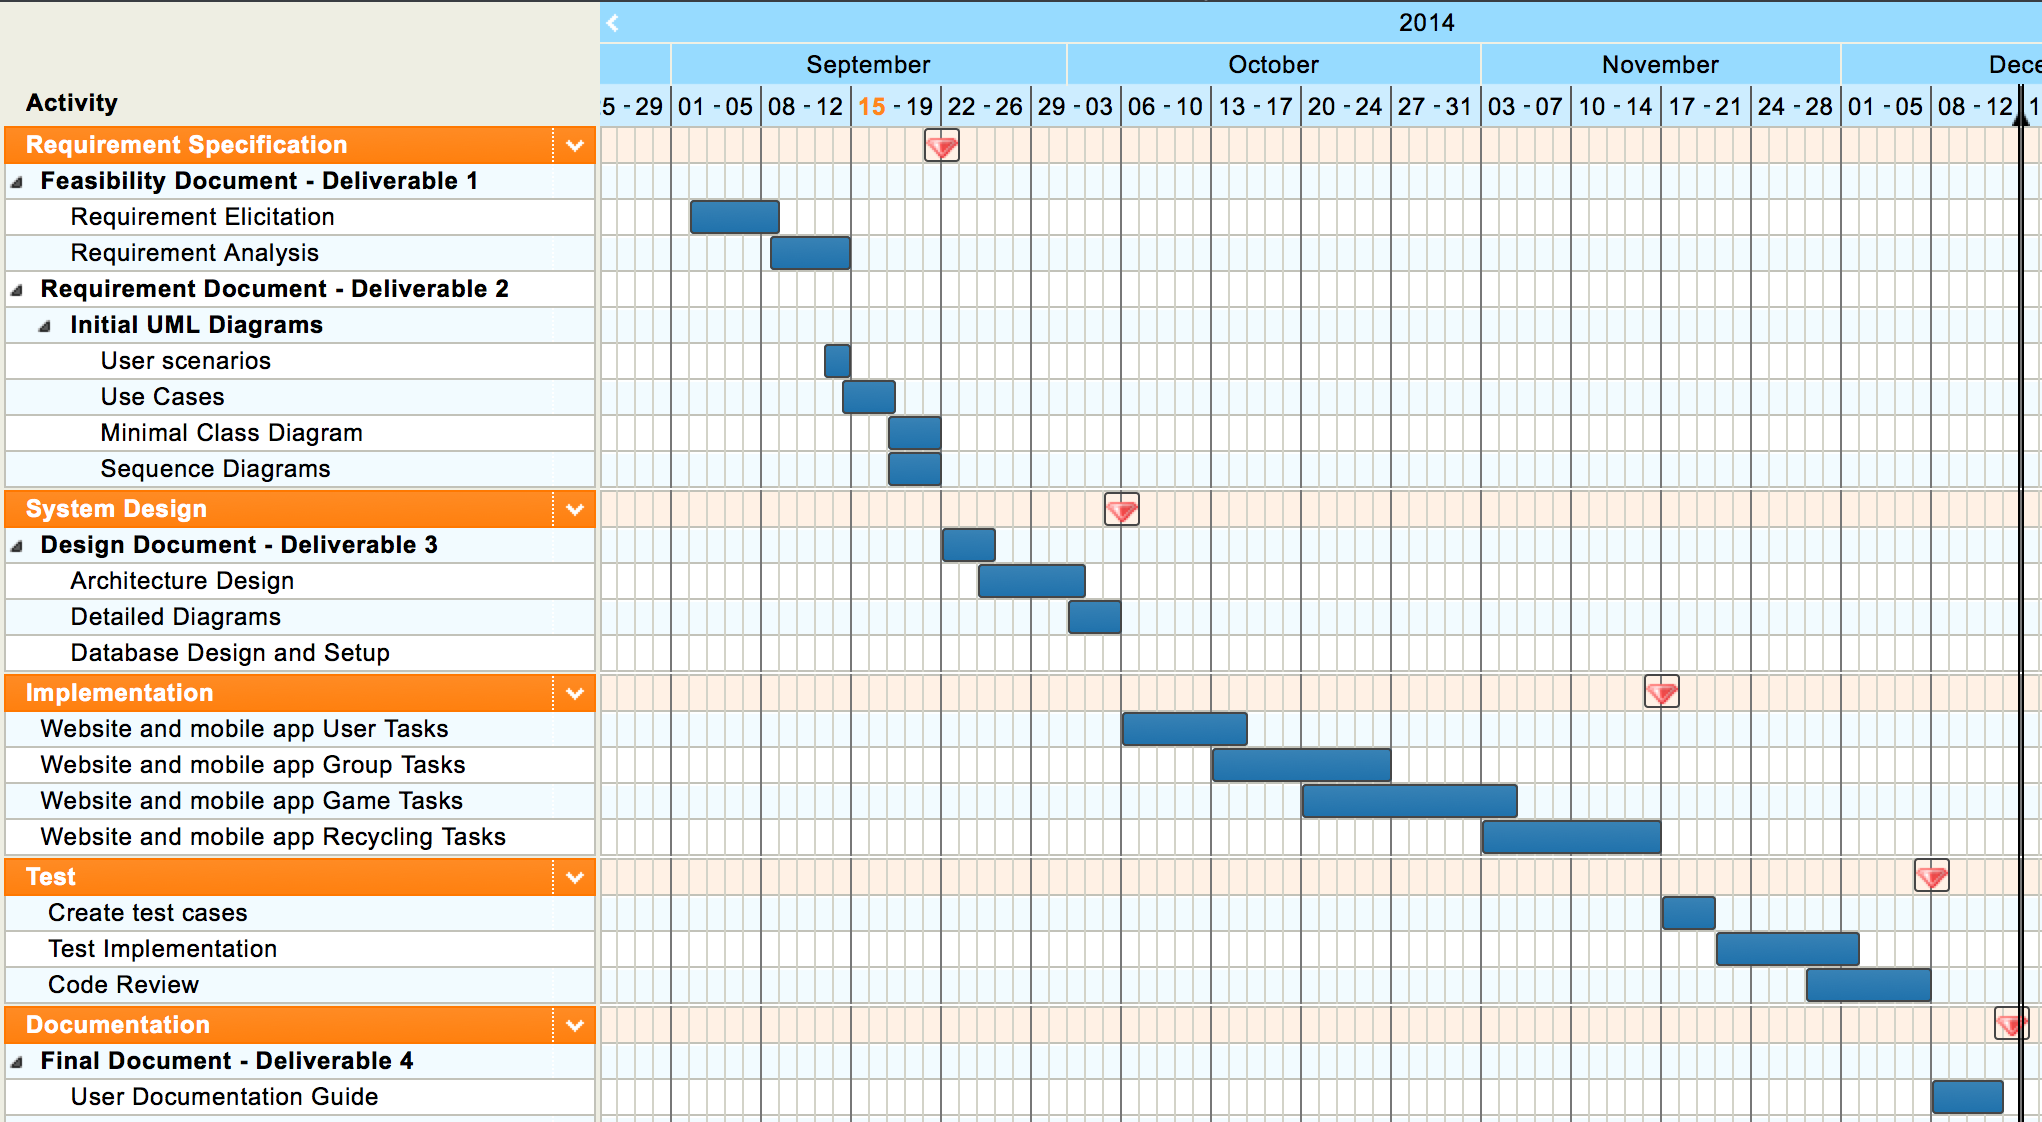 2014
September October November Dece
Activity
5 - 29 01 - 05 08 - 12 15 - 19 22 - 26 29 - 03 06 - 10 13 - 17 20 - 24 27 - 31 03 - 07 10 - 14 17 - 21 24 - 28 01 - 05 08 - 12 1
Requirement Specification
Feasibility Document - Deliverable 1
Requirement Elicitation
Requirement Analysis
Requirement Document - Deliverable 2
Initial UML Diagrams
User scenarios
Use Cases
Minimal Class Diagram
Sequence Diagrams
System Design
Design Document - Deliverable 3
Architecture Design
Detailed Diagrams
Database Design and Setup
Implementation
Website and mobile app User Tasks
Website and mobile app Group Tasks
Website and mobile app Game Tasks
Website and mobile app Recycling Tasks
Test
Create test cases
Test Implementation
Code Review
Documentation
Final Document - Deliverable 4
User Documentation Guide